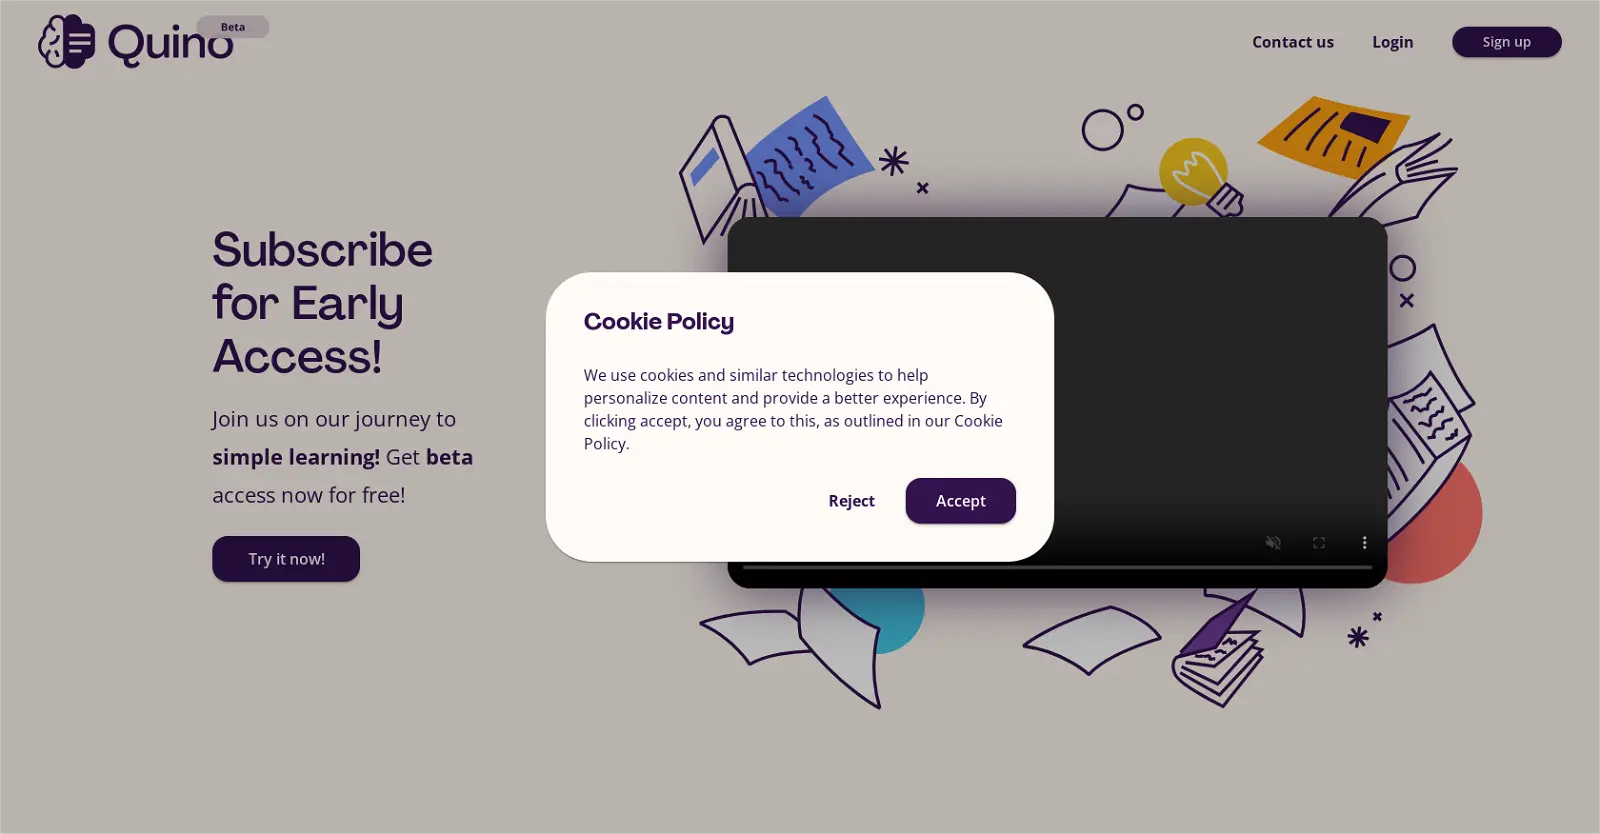 Quino
Beta
Contact us
Login
Sign up
Subscribe
for Early
Access!
Join us on our journey to
simple learning! Get beta
access now for free!
Try it now!
Cookie Policy
We use cookies and similar technologies to help
personalize content and provide a better experience. By
clicking accept, you agree to this, as outlined in our Cookie
Policy.
Reject
Accept